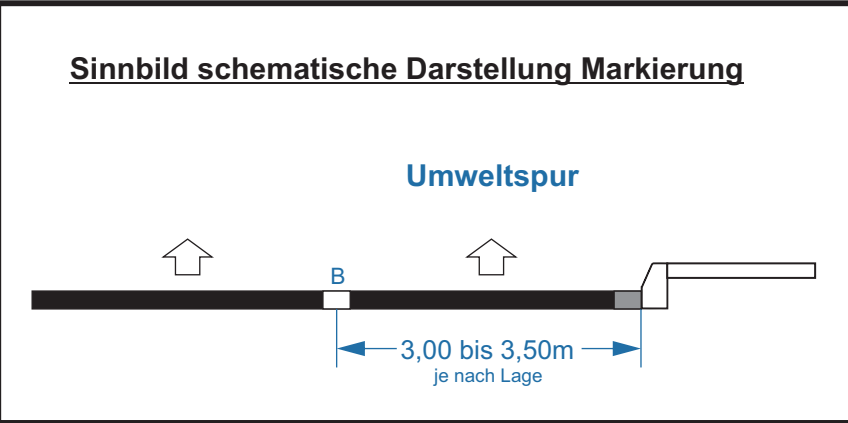 Sinnbild schematische Darstellung Markierung
Umweltspur
B
3,00 bis 3,50m
je nach Lage